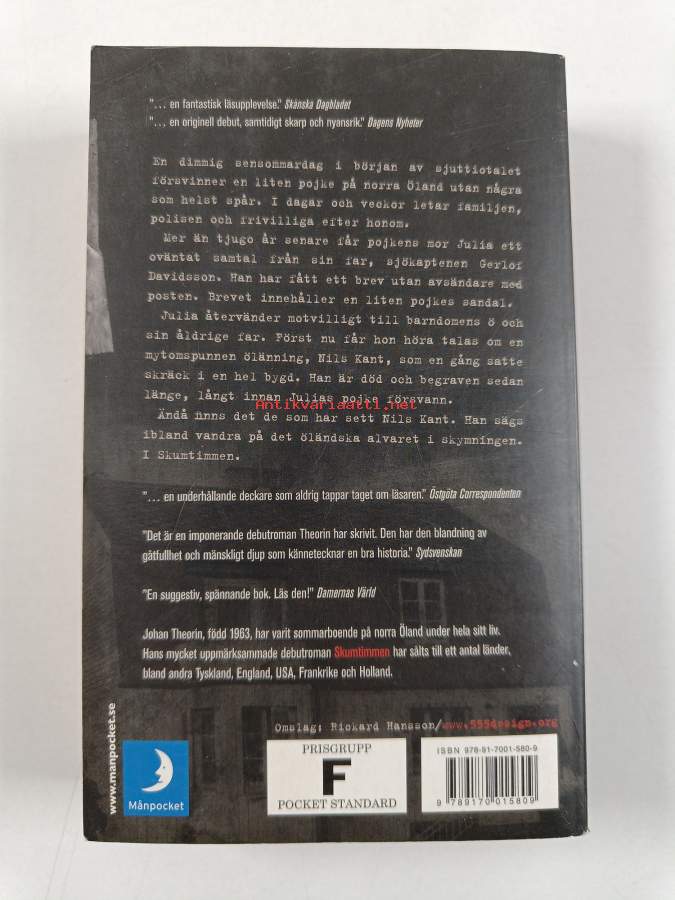 "... en fantastisk läsupplevelse." Skånska Dagbladet
"... en originell debut, samtidigt skarp och nyansrik." Dagens Nyheter
En dimmig sensommardag i början av sjuttiotalet
försvinner en liten pojke på norra Öland utan några
som helst spår. I dagar och veckor letar familjen,
polisen och frivilliga efter honom.
Mer än tjugo år senare får pojkens mor Julia ett
oväntat samtal från sin far, sjökaptenen Gerlof
Davidsson. Han har fått ett brev utan avsändare med
posten. Brevet innehåller en liten pojkes sandal.
Julia återvänder motvilligt till barndomens ö och
sin åldrige far. Först nu får hon höra talas om en
mytomspunnen ölänning, Nils Kant, som en gång satte
skräck i en hel bygd. Han är död och begraven sedan
länge, långt innan Julias pojke försvann.
Antikvariaatti.net
Ändå finns det de som har sett Nils Kant. Han sägs
ibland vandra på det öländska alvaret i skymningen.
I Skumtimmen.
"... en underhållande deckare som aldrig tappar taget om läsaren." Östgöta Correspondenten
"Det är en imponerande debutroman Theorin har skrivit. Den har den blandning av
gåtfullhet och mänskligt djup som kännetecknar en bra historia." Sydsvenskan
"En suggestiv, spännande bok. Läs den!" Damernas Värld
Johan Theorin, född 1963, har varit sommarboende på norra Öland under hela sitt liv.
Hans mycket uppmärksammade debutroman Skumtimmen har sålts till ett antal länder,
bland andra Tyskland, England, USA, Frankrike och Holland.
Omslag: Rickard Hansson/www.555design.org
www.manpocket.se
Månpocket
PRISGRUPP
F
POCKET STANDARD
ISBN 978-91-7001-580-9
9 789170 015809